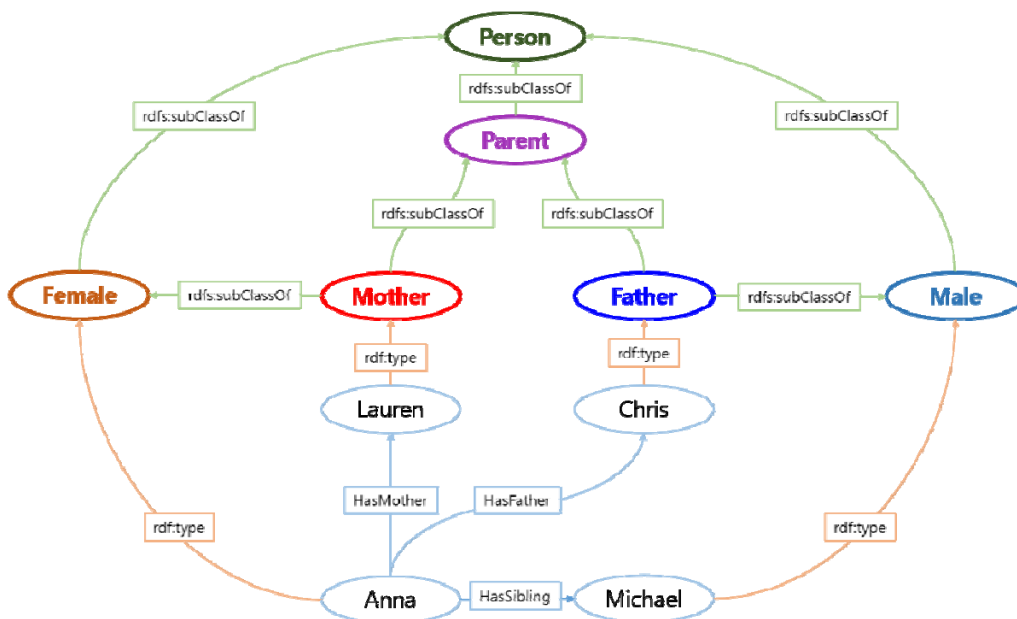 Person
rdfs:subClassOf
rdfs:subClassOf
rdfs:subClassOf
Parent
rdfs:subClassOf
rdfs:subClassOf
Female
rdfs:subClassOf
Mother
Father
rdfs:subClassOf
Male
rdf:type
rdf:type
Lauren
Chris
HasMother
HasFather
rdf:type
rdf:type
Anna
HasSibling
Michael